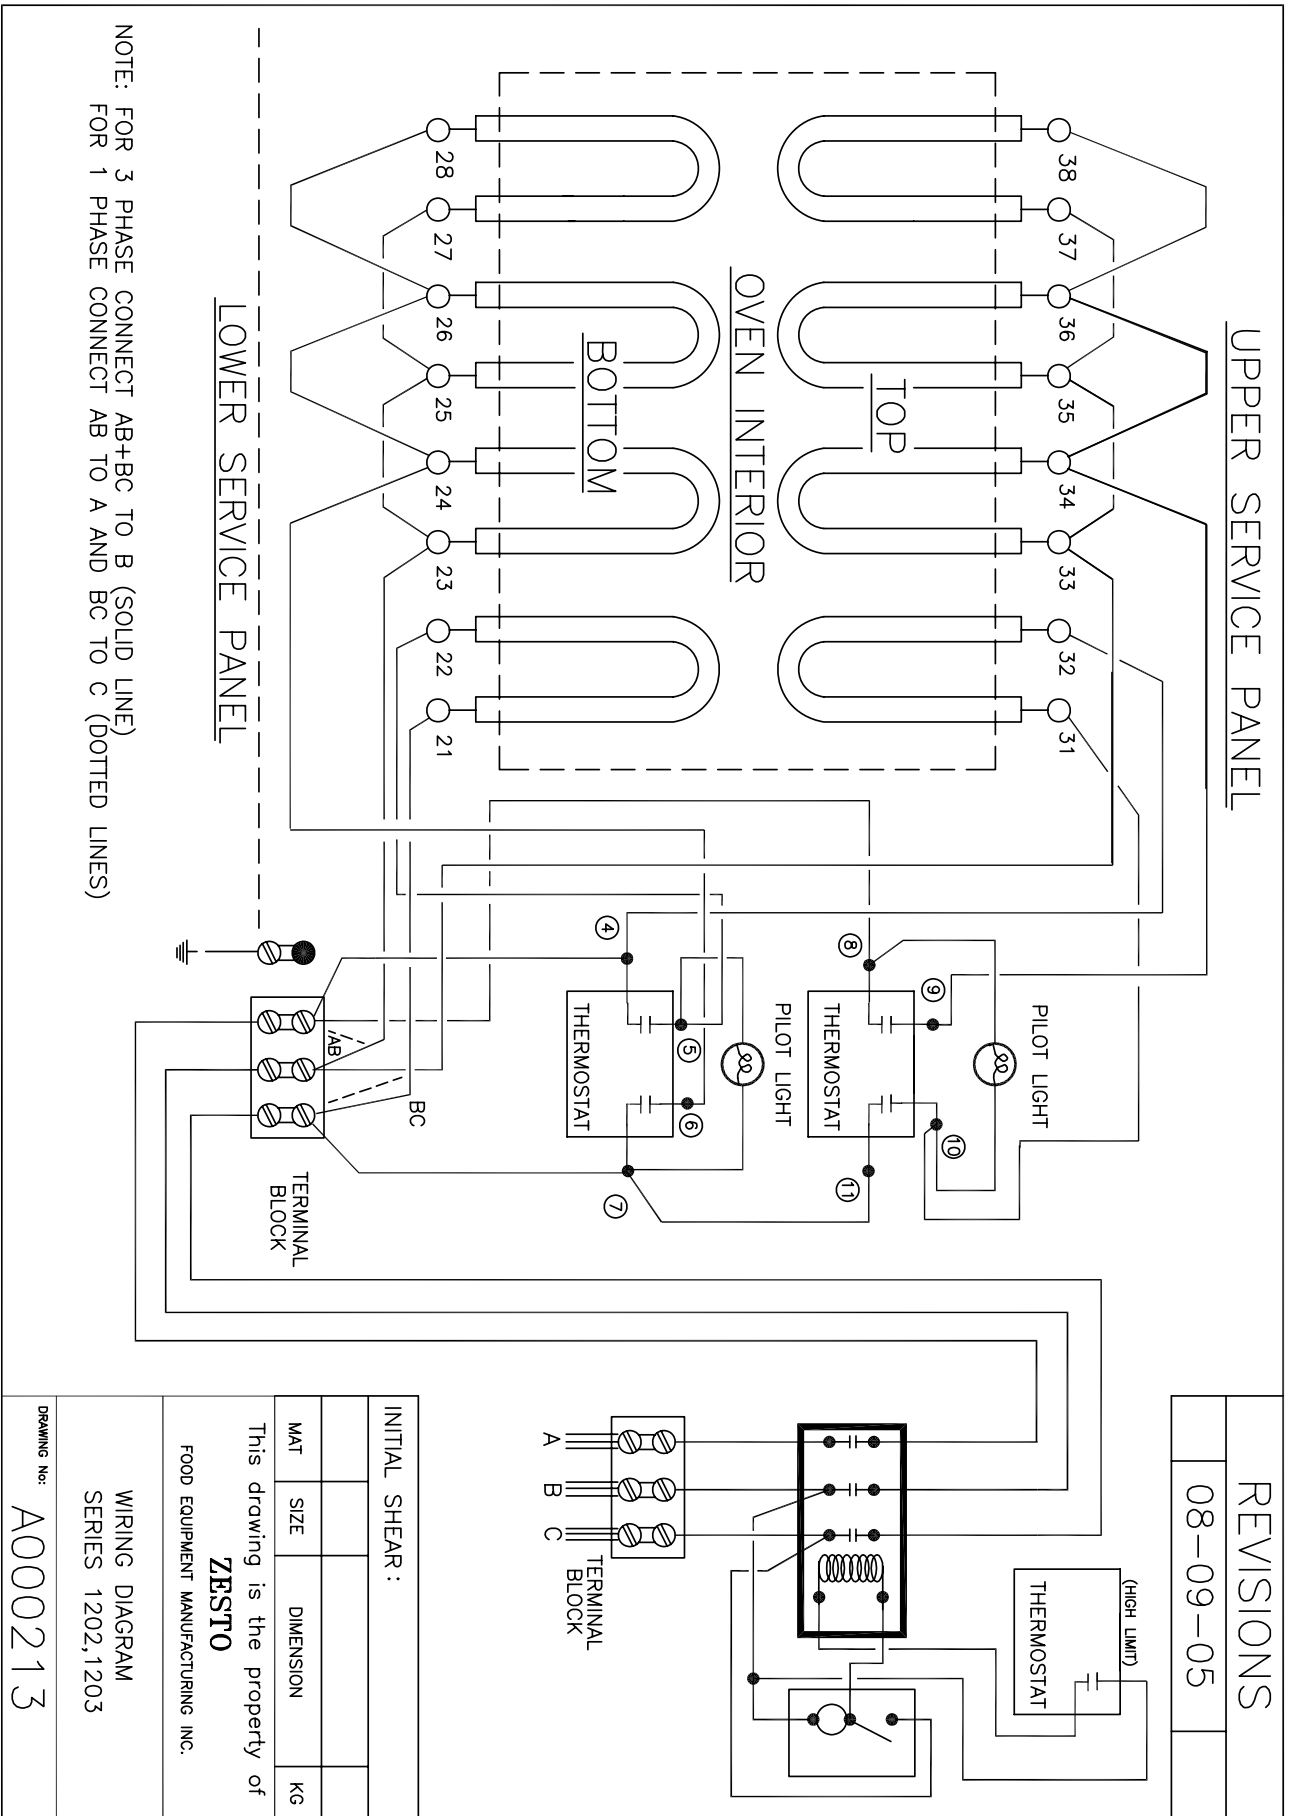 UPPER SERVICE PANEL
38
37
36
35
34
33
32
31
TOP
OVEN INTERIOR
BOTTOM
28
27
26
25
24
23
22
21
LOWER SERVICE PANEL
NOTE: FOR 3 PHASE CONNECT AB+BC TO B (SOLID LINE)
FOR 1 PHASE CONNECT AB TO A AND BC TO C (DOTTED LINES)
PILOT LIGHT
9
10
8
THERMOSTAT
11
PILOT LIGHT
5
6
4
THERMOSTAT
7
AB
BC
TERMINAL
BLOCK
REVISIONS
08-09-05
(HIGH LIMIT)
THERMOSTAT
TERMINAL
BLOCK
A
B
C
INITIAL SHEAR:
MAT
SIZE
DIMENSION
KG
This drawing is the property of
ZESTO
FOOD EQUIPMENT MANUFACTURING INC.
WIRING DIAGRAM
SERIES 1202,1203
DRAWING No:
A000213